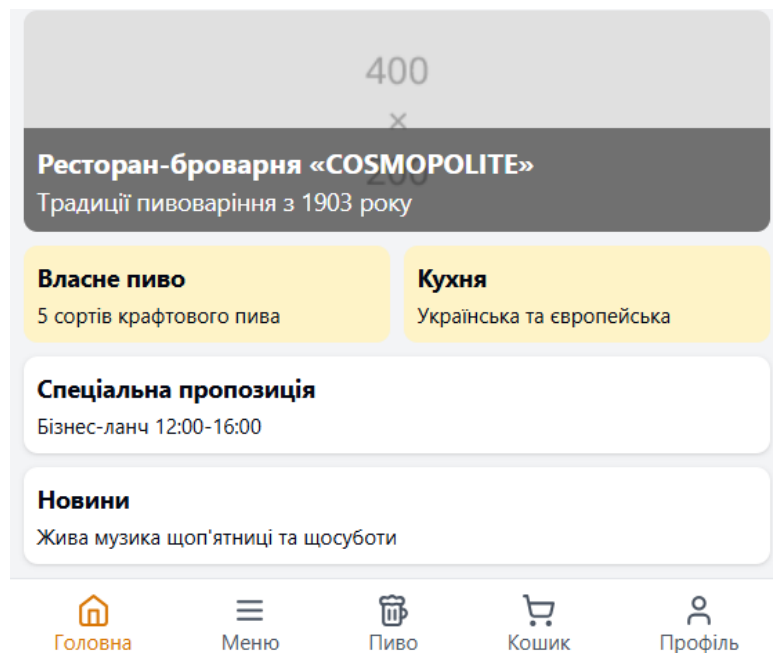 400
×
200
Ресторан-броварня «COSMOPOLITE»
Традиції пивоваріння з 1903 року
Власне пиво
5 сортів крафтового пива
Кухня
Українська та європейська
Спеціальна пропозиція
Бізнес-ланч 12:00-16:00
Новини
Жива музика щоп'ятниці та щосуботи
Головна
Меню
Пиво
Кошик
Профіль